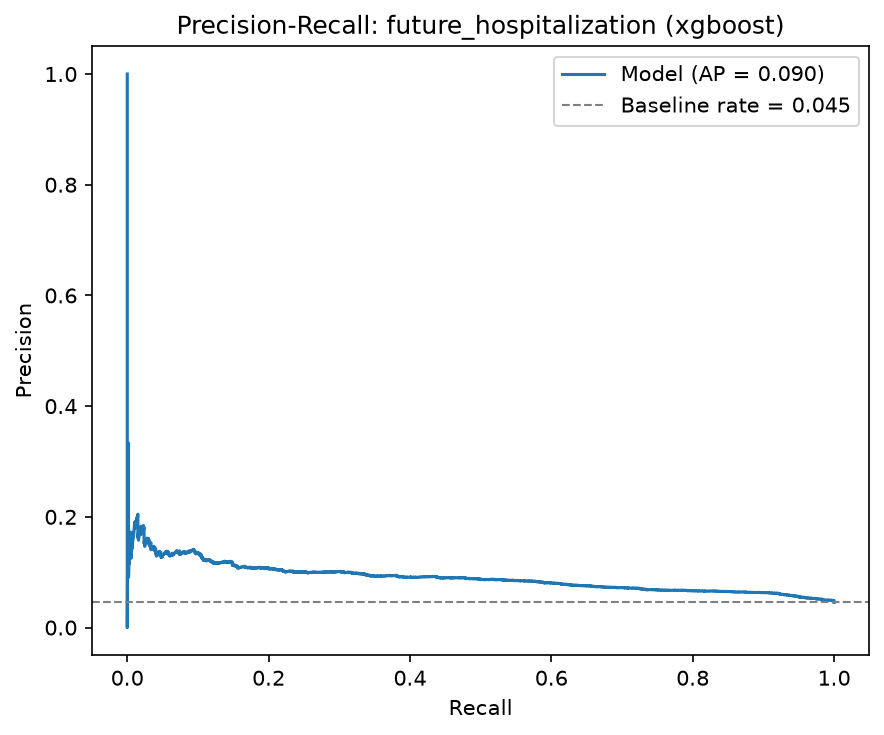 Precision-Recall: future_hospitalization (xgboost)
Model (AP = 0.090)
Baseline rate = 0.045
Precision
1.0
0.8
0.6
0.4
0.2
0.0
0.0 0.2 0.4 0.6 0.8 1.0
Recall